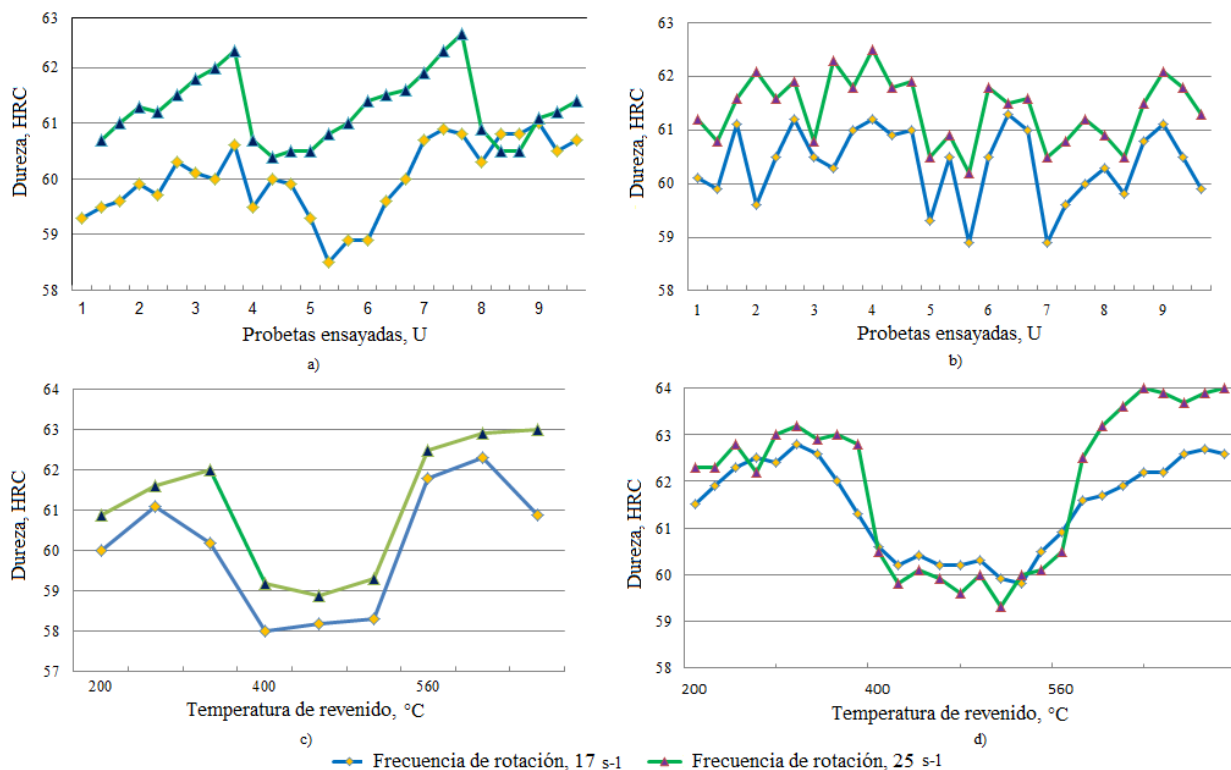 63
62
61
60
59
58
Dureza, HRC
1 2 3 4 5 6 7 8 9
Probetas ensayadas, U
a)
63
62
61
60
59
58
Dureza, HRC
1 2 3 4 5 6 7 8 9
Probetas ensayadas, U
b)
64
63
62
61
60
59
58
57
Dureza, HRC
200 400 560
Temperatura de revenido, °C
c)
64
63
62
61
60
59
58
Dureza, HRC
200 400 560
Temperatura de revenido, °C
d)
Frecuencia de rotación, 17 s-1 Frecuencia de rotación, 25 s-1